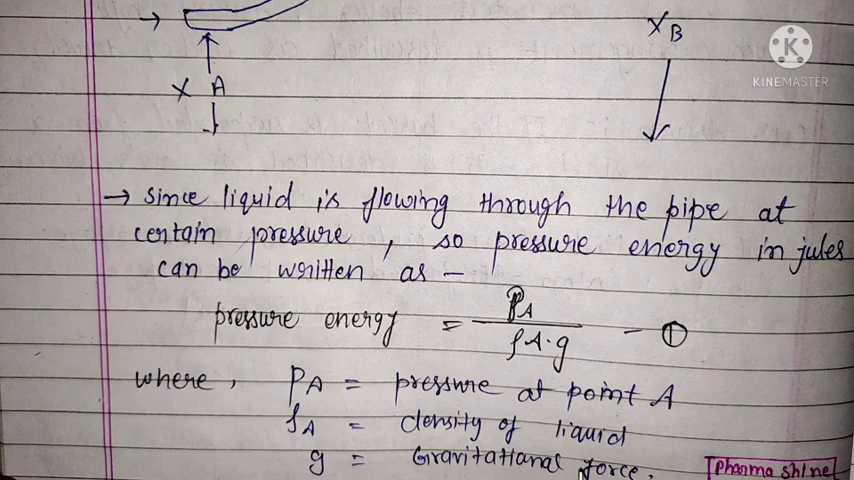 →
X B
K
KINEMASTER
X A
→ Since liquid is flowing through the pipe at
certain pressure, so pressure energy in jules
can be written as —
pressure energy = PA / ρA·g — ①
where, PA = pressure at point A
ρA = density of liquid
g = Gravitational force.
pharma shine